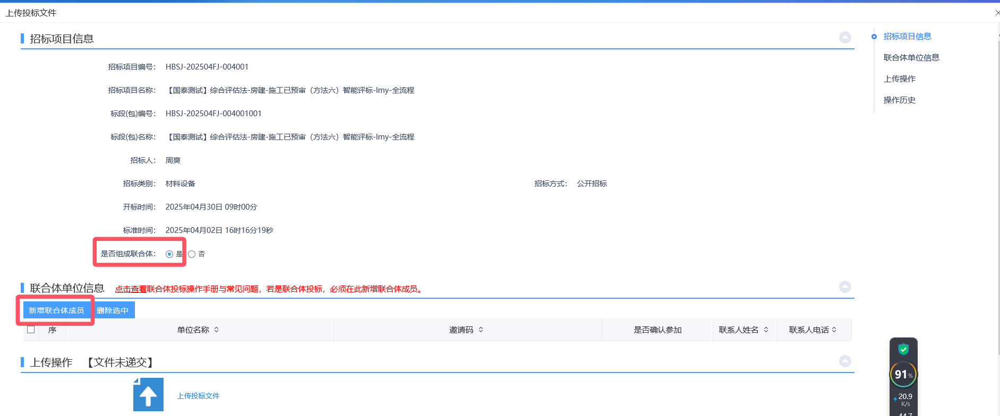 上传投标文件
招标项目信息
招标项目编号： HBSJ-202504FJ-004001
招标项目名称： 【国泰测试】综合评估法-房建-施工已预审（方法六）智能评标-lmy-全流程
标段(包)编号： HBSJ-202504FJ-004001001
标段(包)名称： 【国泰测试】综合评估法-房建-施工已预审（方法六）智能评标-lmy-全流程
招标人： 周爽
招标类别： 材料设备 招标方式： 公开招标
开标时间： 2025年04月30日 09时00分
标准时间： 2025年04月02日 16时16分19秒
是否组成联合体： 是 否
联合体单位信息 点击查看联合体投标操作手册与常见问题，若是联合体投标，必须在此新增联合体成员。
新增联合体成员 删除选中
序 单位名称 邀请码 是否确认参加 联系人姓名 联系人电话
上传操作 【文件未递交】
上传投标文件
招标项目信息
联合体单位信息
上传操作
操作历史
91%
20.9
K/s
44.7